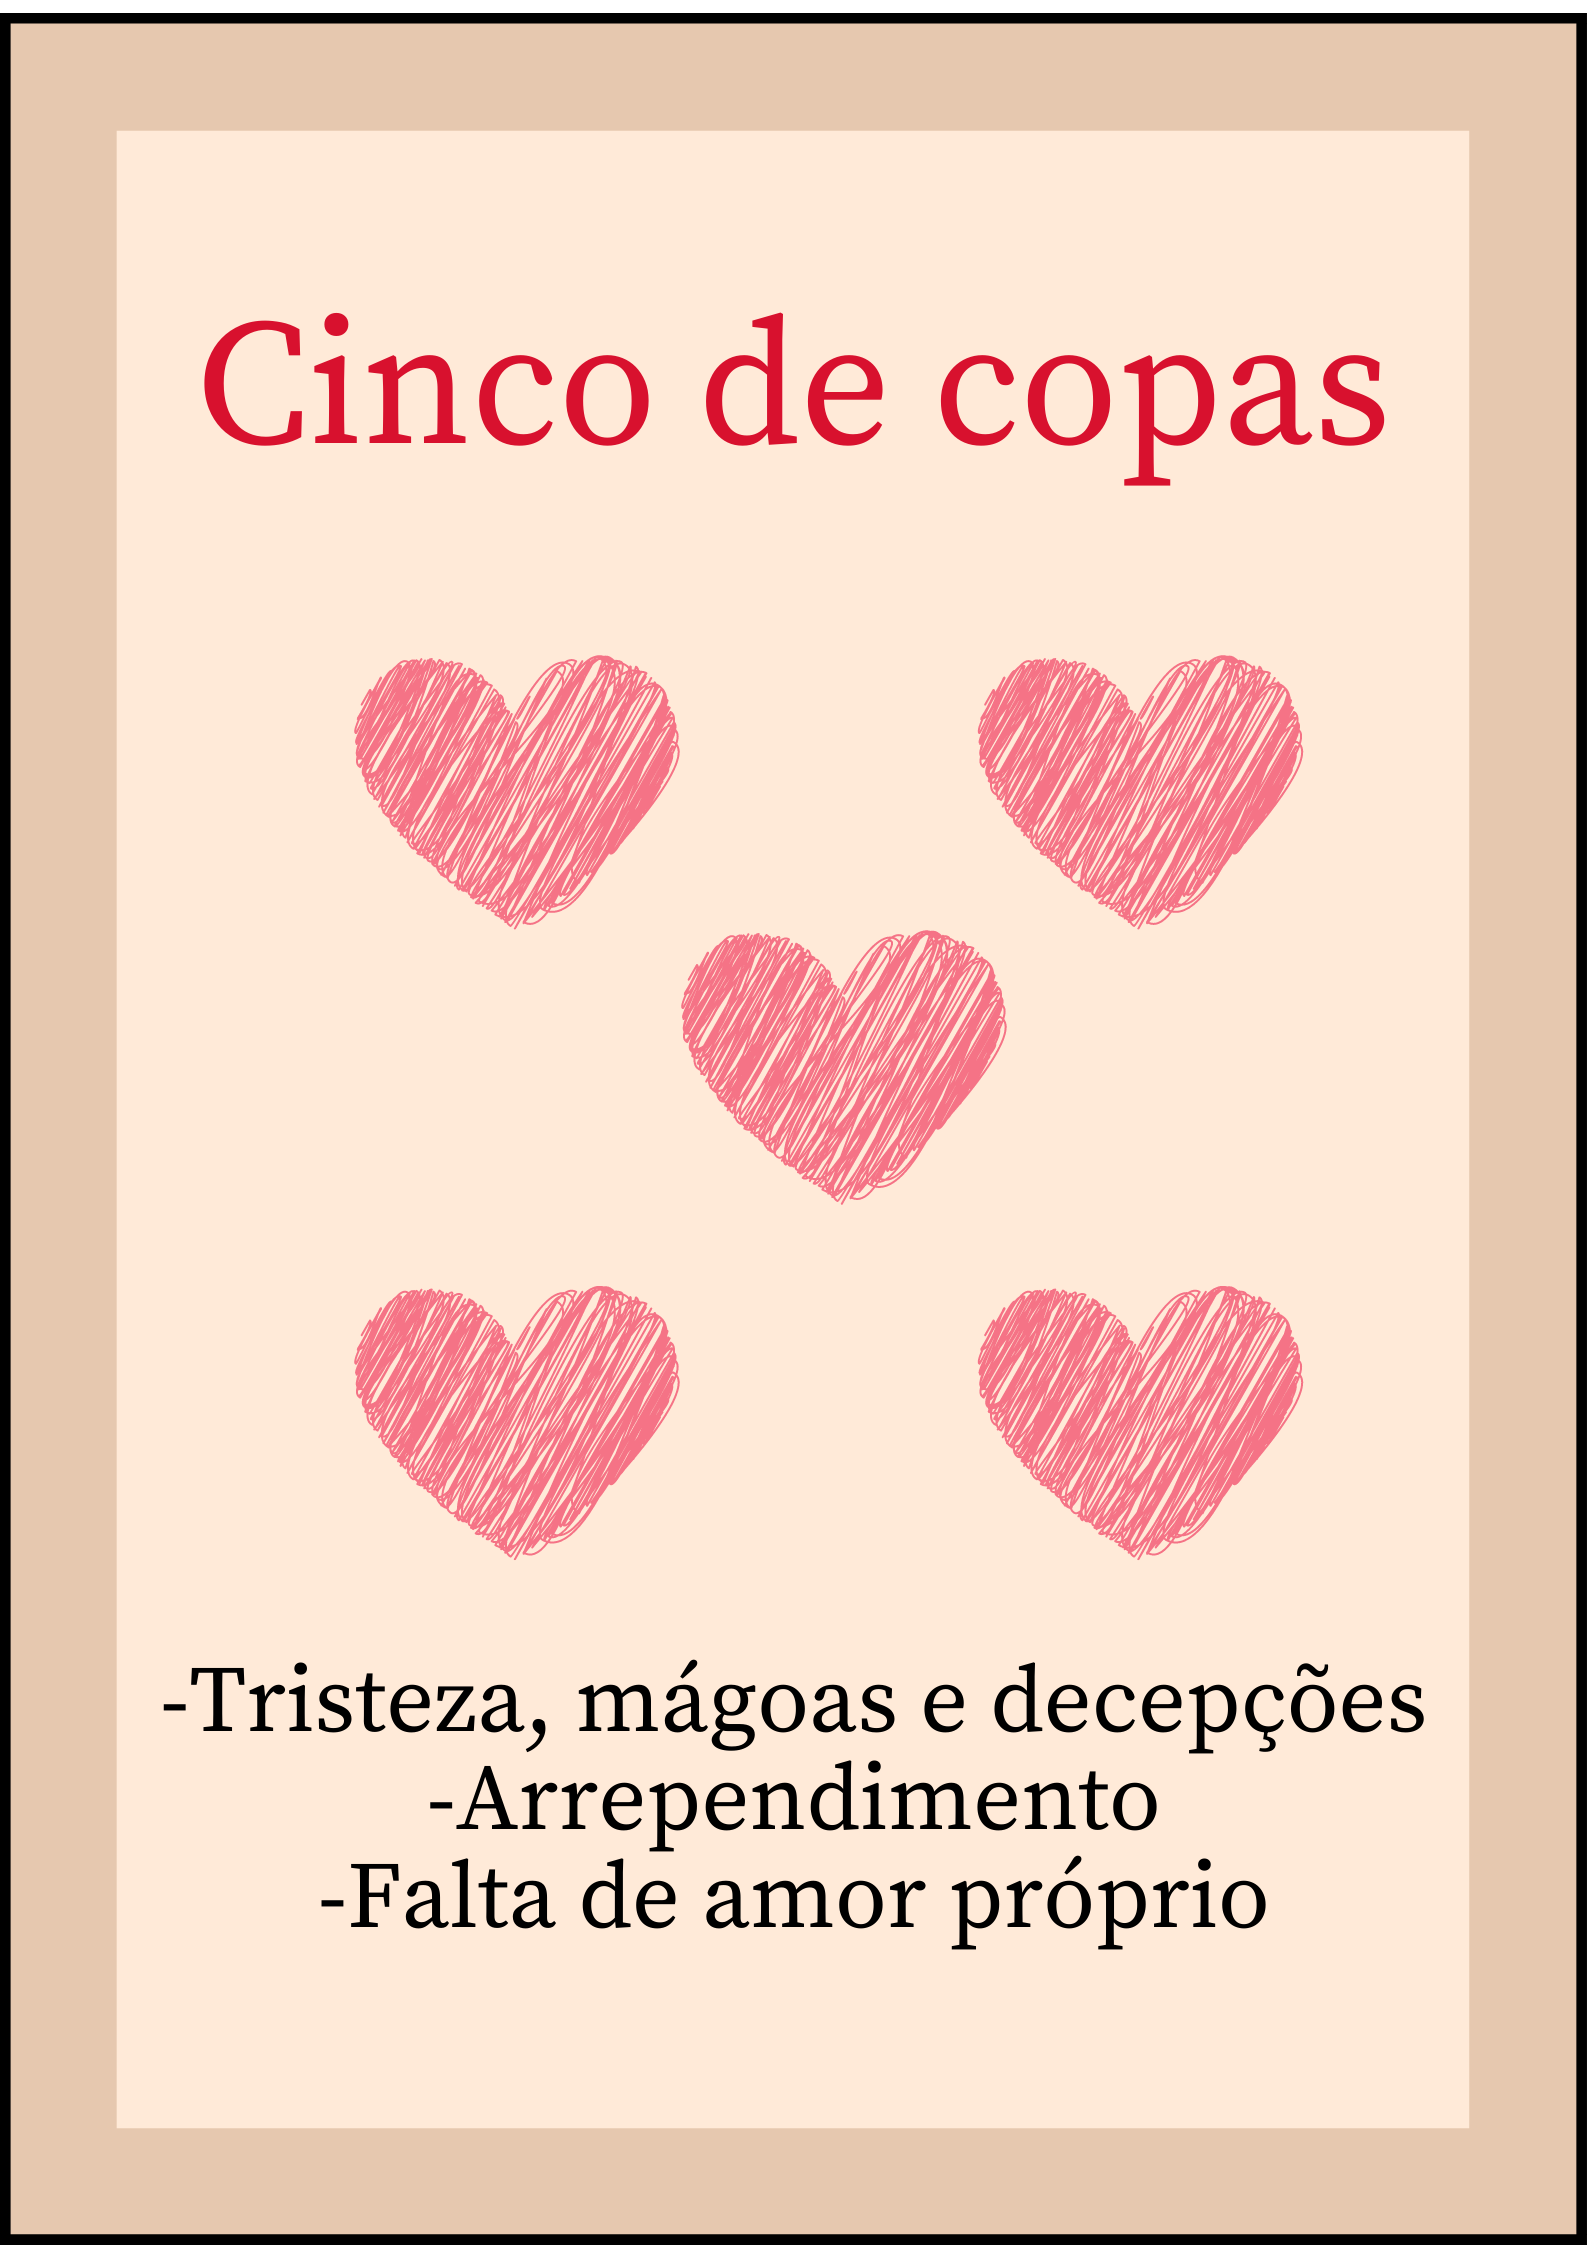 Cinco de copas
-Tristeza, mágoas e decepções
-Arrependimento
-Falta de amor próprio